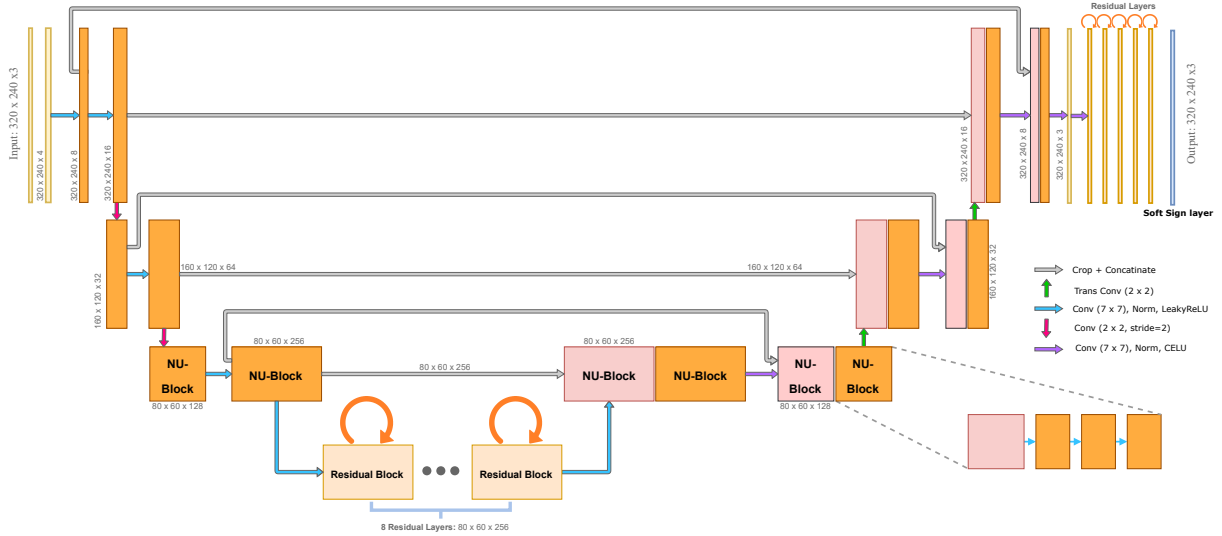 Residual Layers
Input: 320 x 240 x3
320 x 240 x 4
320 x 240 x 8
320 x 240 x 16
320 x 240 x 16
320 x 240 x 8
320 x 240 x 3
Output: 320 x 240 x3
Soft Sign layer
160 x 120 x 32
160 x 120 x 64
160 x 120 x 64
160 x 120 x 32
Crop + Concatinate
Trans Conv (2 x 2)
Conv (7 x 7), Norm, LeakyReLU
Conv (2 x 2, stride=2)
Conv (7 x 7), Norm, CELU
80 x 60 x 256
80 x 60 x 256
NU-
Block
NU-Block
80 x 60 x 256
NU-Block
NU-Block
NU-
Block
NU-
Block
80 x 60 x 128
80 x 60 x 128
Residual Block
Residual Block
8 Residual Layers: 80 x 60 x 256